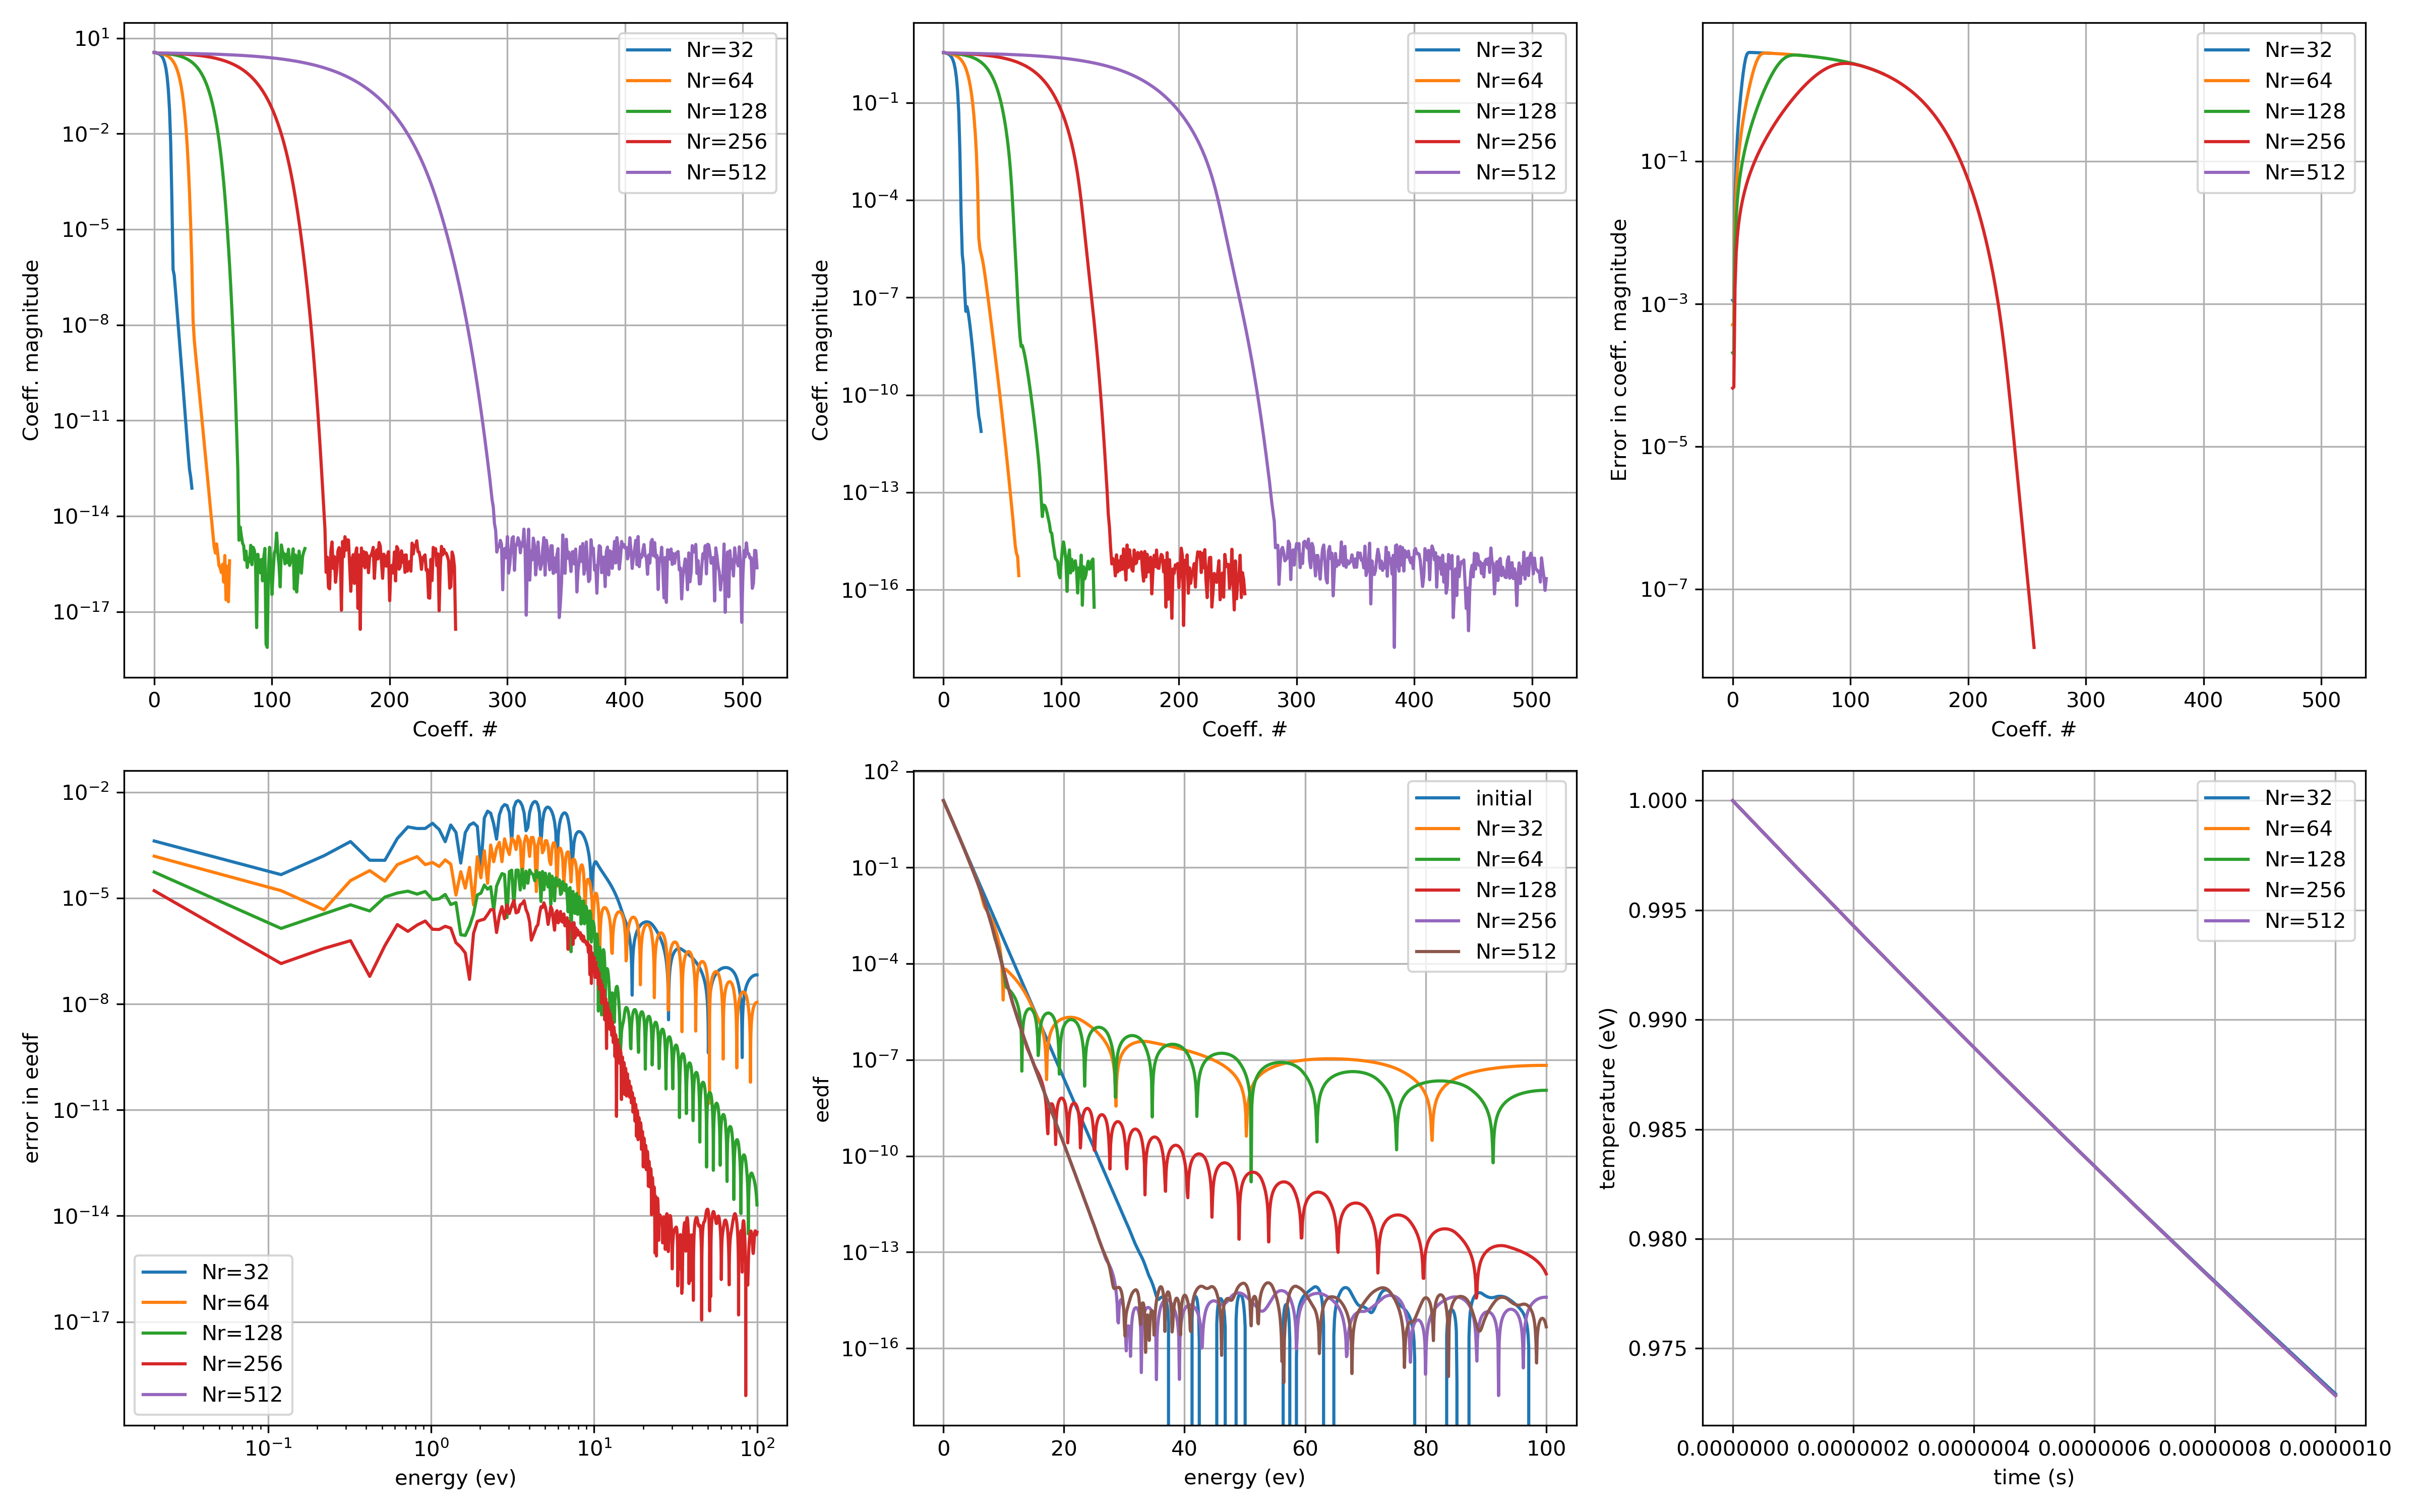 10^1
10^-2
10^-5
10^-8
10^-11
10^-14
10^-17
Coeff. magnitude
0 100 200 300 400 500
Coeff. #
Nr=32
Nr=64
Nr=128
Nr=256
Nr=512
10^-1
10^-4
10^-7
10^-10
10^-13
10^-16
Coeff. magnitude
0 100 200 300 400 500
Coeff. #
Nr=32
Nr=64
Nr=128
Nr=256
Nr=512
10^-1
10^-3
10^-5
10^-7
Error in coeff. magnitude
0 100 200 300 400 500
Coeff. #
Nr=32
Nr=64
Nr=128
Nr=256
Nr=512
10^-2
10^-5
10^-8
10^-11
10^-14
10^-17
error in eedf
10^-1 10^0 10^1 10^2
energy (ev)
Nr=32
Nr=64
Nr=128
Nr=256
Nr=512
10^2
10^-1
10^-4
10^-7
10^-10
10^-13
10^-16
eedf
0 20 40 60 80 100
energy (ev)
initial
Nr=32
Nr=64
Nr=128
Nr=256
Nr=512
1.000
0.995
0.990
0.985
0.980
0.975
temperature (eV)
0.0000000 0.0000002 0.0000004 0.0000006 0.0000008 0.0000010
time (s)
Nr=32
Nr=64
Nr=128
Nr=256
Nr=512